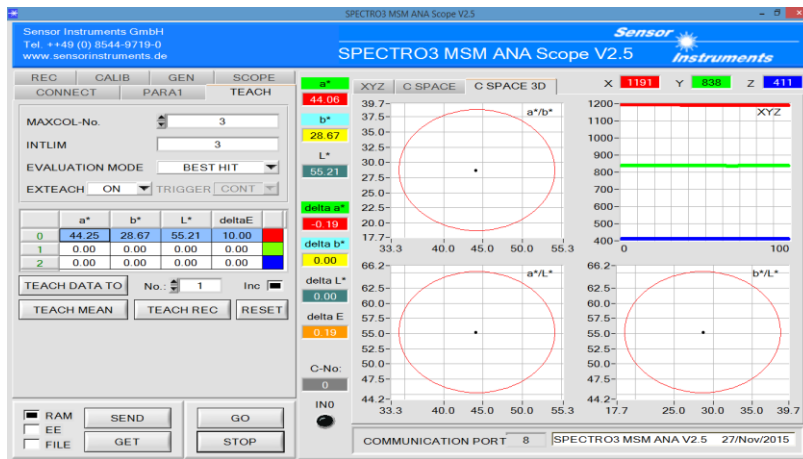 SPECTRO3 MSM ANA Scope V2.5
Sensor Instruments GmbH
Tel. ++49 (0) 8544-9719-0
www.sensorinstruments.de
SPECTRO3 MSM ANA Scope V2.5
Sensor Instruments
REC CALIB GEN SCOPE
CONNECT PARA1 TEACH
MAXCOL-No. 3
INTLIM 3
EVALUATION MODE BEST HIT
EXTEACH ON TRIGGER CONT
a* b* L* deltaE
0 44.25 28.67 55.21 10.00
1 0.00 0.00 0.00 0.00
2 0.00 0.00 0.00 0.00
TEACH DATA TO No.: 1 Inc
TEACH MEAN TEACH REC RESET
RAM
EE
FILE
SEND GO
GET STOP
a*
44.06
b*
28.67
L*
55.21
delta a*
-0.19
delta b*
0.00
delta L*
0.00
delta E
0.19
C-No:
0
IN0
XYZ C SPACE C SPACE 3D
X 1191 Y 838 Z 411
a*/b*
39.7
37.5
35.0
32.5
30.0
27.5
25.0
22.5
20.0
17.7
33.3 40.0 45.0 50.0 55.3
XYZ
1200
1100
1000
900
800
700
600
500
400
0 100
a*/L*
66.2
62.5
60.0
57.5
55.0
52.5
50.0
47.5
44.2
33.3 40.0 45.0 50.0 55.3
b*/L*
66.2
62.5
60.0
57.5
55.0
52.5
50.0
47.5
44.2
17.7 25.0 30.0 35.0 39.7
COMMUNICATION PORT 8 SPECTRO3 MSM ANA V2.5 27/Nov/2015